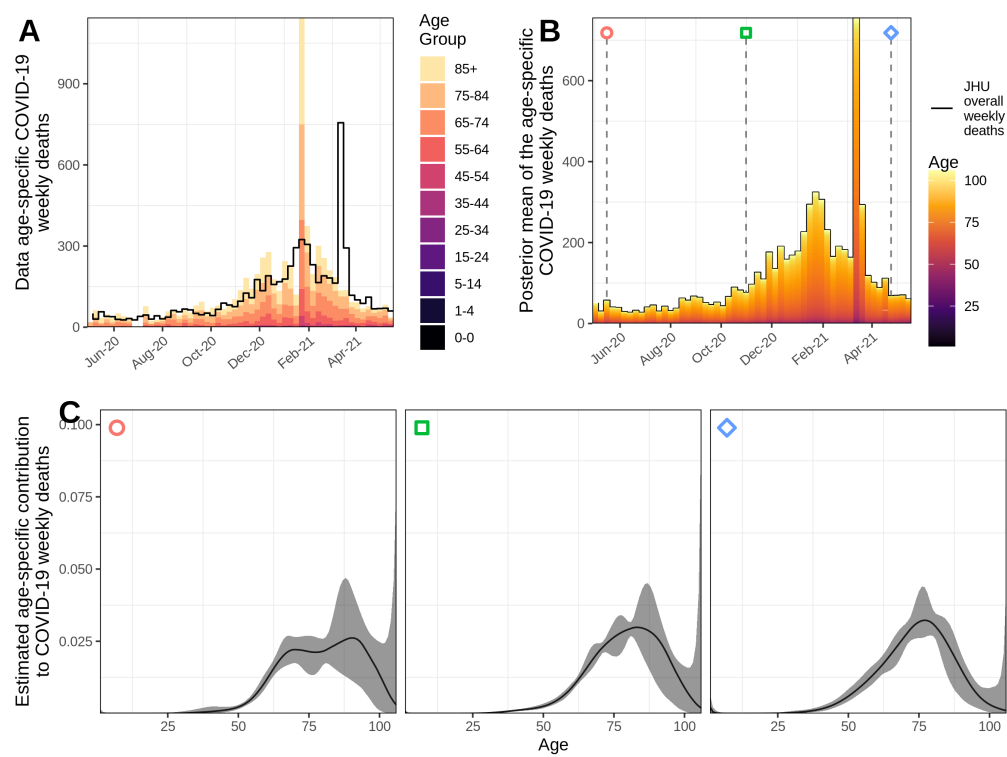 A
Data age-specific COVID-19
weekly deaths
900
600
300
0
Jun-20
Aug-20
Oct-20
Dec-20
Feb-21
Apr-21
Age
Group
85+
75-84
65-74
55-64
45-54
35-44
25-34
15-24
5-14
1-4
0-0
B
Posterior mean of the age-specific
COVID-19 weekly deaths
600
400
200
0
Jun-20
Aug-20
Oct-20
Dec-20
Feb-21
Apr-21
JHU
overall
weekly
deaths
Age
100
75
50
25
C
Estimated age-specific contribution
to COVID-19 weekly deaths
0.100
0.075
0.050
0.025
25
50
75
100
25
50
75
100
25
50
75
100
Age